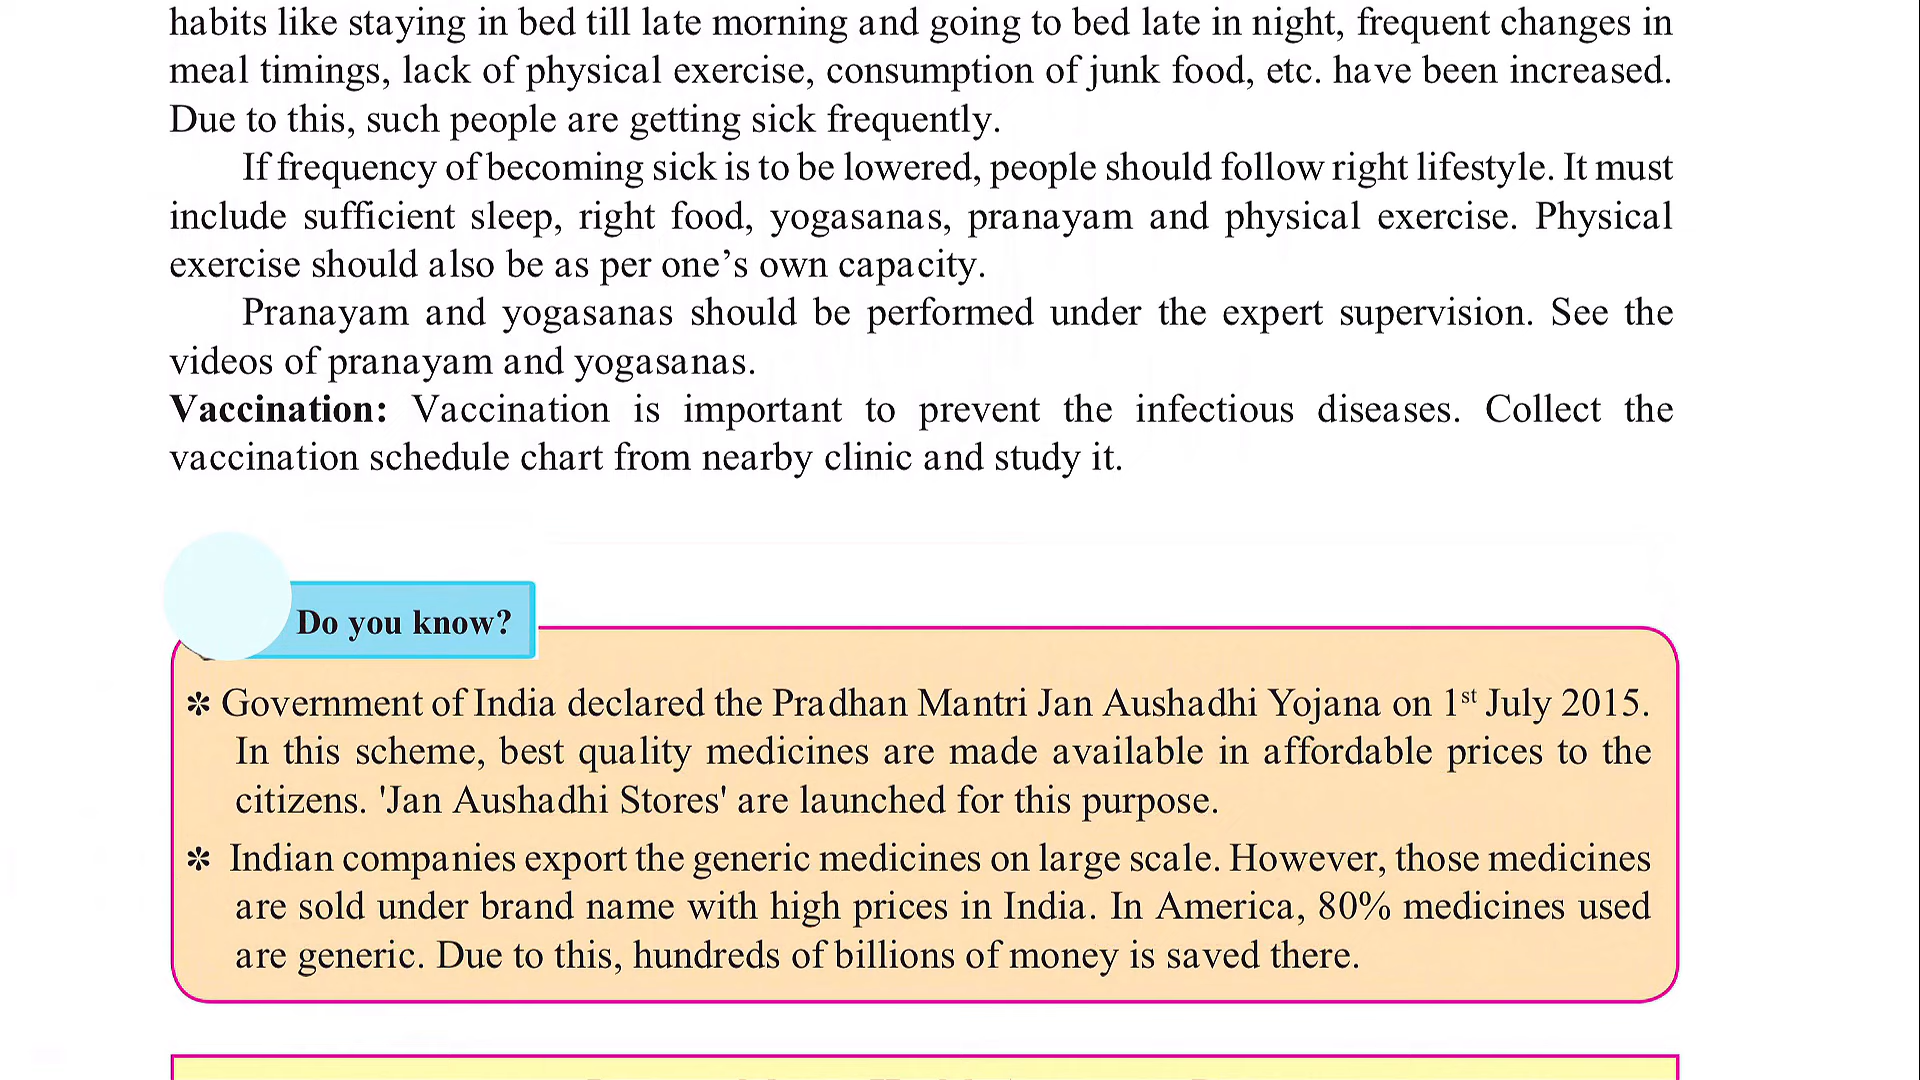 habits like staying in bed till late morning and going to bed late in night, frequent changes in
meal timings, lack of physical exercise, consumption of junk food, etc. have been increased.
Due to this, such people are getting sick frequently.
If frequency of becoming sick is to be lowered, people should follow right lifestyle. It must
include sufficient sleep, right food, yogasanas, pranayam and physical exercise. Physical
exercise should also be as per one’s own capacity.
Pranayam and yogasanas should be performed under the expert supervision. See the
videos of pranayam and yogasanas.
Vaccination: Vaccination is important to prevent the infectious diseases. Collect the
vaccination schedule chart from nearby clinic and study it.
Do you know?
✼ Government of India declared the Pradhan Mantri Jan Aushadhi Yojana on 1st July 2015.
In this scheme, best quality medicines are made available in affordable prices to the
citizens. 'Jan Aushadhi Stores' are launched for this purpose.
✼ Indian companies export the generic medicines on large scale. However, those medicines
are sold under brand name with high prices in India. In America, 80% medicines used
are generic. Due to this, hundreds of billions of money is saved there.